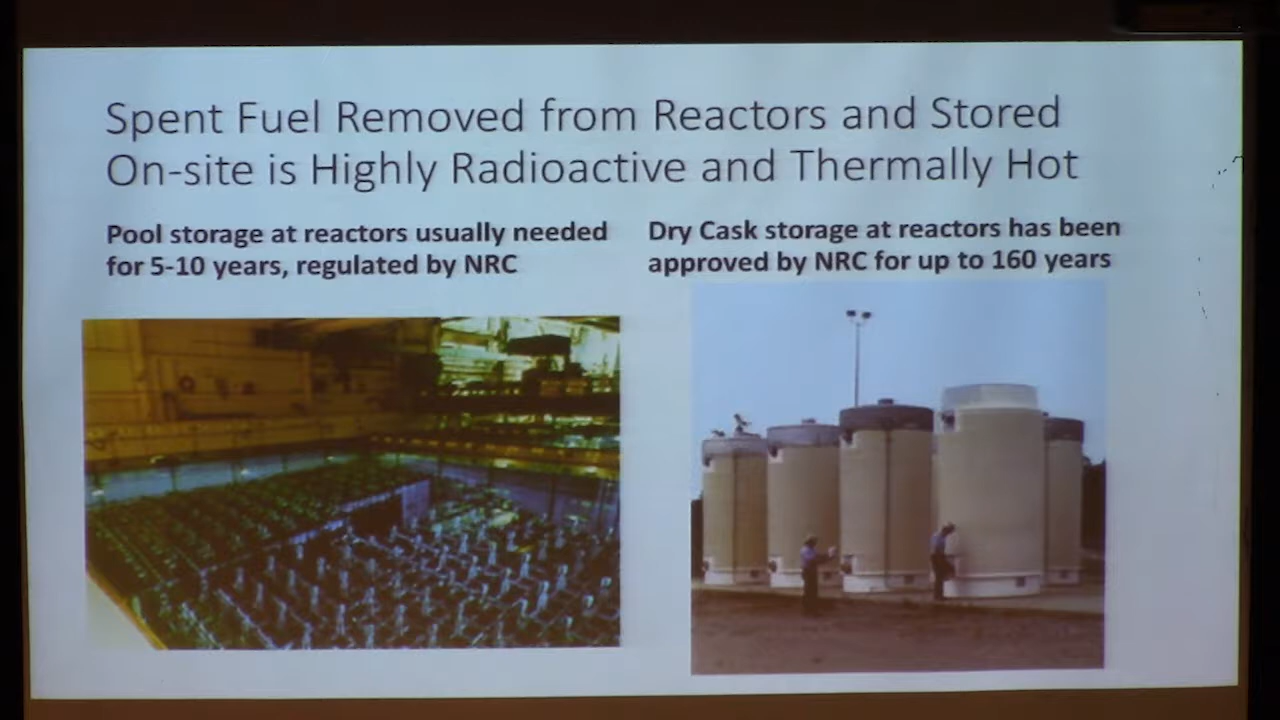 Spent Fuel Removed from Reactors and Stored
On-site is Highly Radioactive and Thermally Hot
Pool storage at reactors usually needed
for 5-10 years, regulated by NRC
Dry Cask storage at reactors has been
approved by NRC for up to 160 years